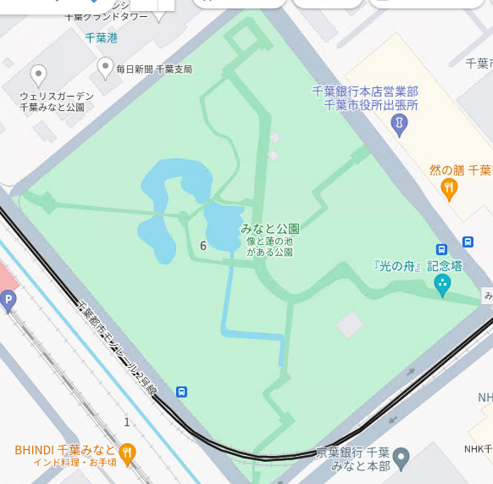 千葉グランドタワー
千葉港
毎日新聞 千葉支局
ウェリスガーデン
千葉みなと公園
千葉銀行本店営業部
千葉市役所出張所
然の膳 千葉
みなと公園
像と蓮の池
がある公園
6
『光の舟』記念塔
み
P
千葉都市モノレール2号線
1
BHINDI 千葉みなと
インド料理・お手頃
京葉銀行 千葉
みなと本部
NH
NHK千